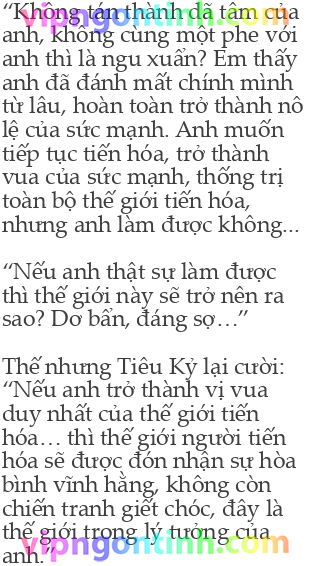 “Không tán thành dã tâm của
anh, không cùng một phe với
anh thì là ngu xuẩn? Em thấy
anh đã đánh mất chính mình
từ lâu, hoàn toàn trở thành nô
lệ của sức mạnh. Anh muốn
tiếp tục tiến hóa, trở thành
vua của sức mạnh, thống trị
toàn bộ thế giới tiến hóa,
nhưng anh làm được không...
“Nếu anh thật sự làm được
thì thế giới này sẽ trở nên ra
sao? Dơ bẩn, đáng sợ…”
Thế nhưng Tiêu Kỷ lại cười:
“Nếu anh trở thành vị vua
duy nhất của thế giới tiến
hóa… thì thế giới người tiến
hóa sẽ được đón nhận sự hòa
bình vĩnh hằng, không còn
chiến tranh giết chóc, đây là
thế giới trong lý tưởng của
anh.”
vipngontinh.com
vipngontinh.com